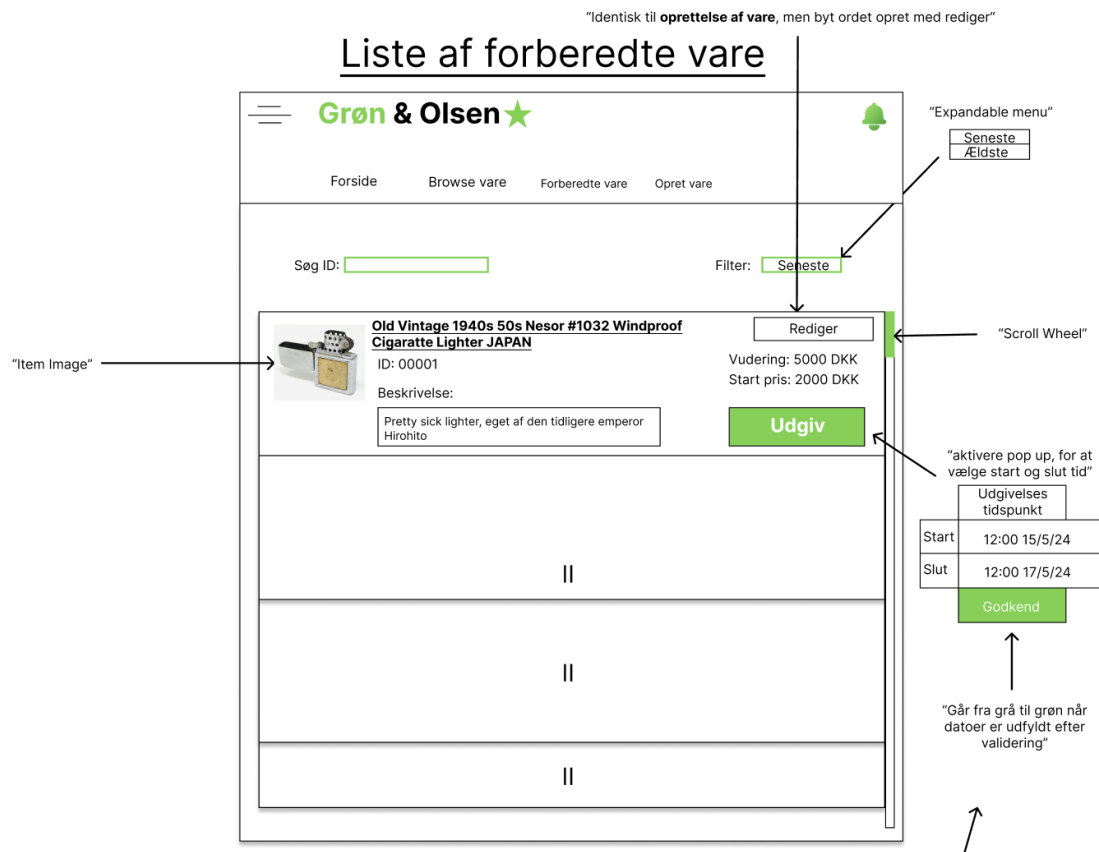 “Identisk til oprettelse af vare, men byt ordet opret med rediger”
Liste af forberedte vare
Grøn & Olsen
“Expandable menu”
Seneste
Ældste
Forside
Browse vare
Forberedte vare
Opret vare
Søg ID:
Filter:
Seneste
Old Vintage 1940s 50s Nesor #1032 Windproof
Cigaratte Lighter JAPAN
Rediger
“Scroll Wheel”
“Item Image”
ID: 00001
Vudering: 5000 DKK
Start pris: 2000 DKK
Beskrivelse:
Pretty sick lighter, eget af den tidligere emperor
Hirohito
Udgiv
“aktivere pop up, for at
vælge start og slut tid”
Udgivelses
tidspunkt
Start
12:00 15/5/24
Slut
12:00 17/5/24
Godkend
“Går fra grå til grøn når
datoer er udfyldt efter
validering”
II
II
II